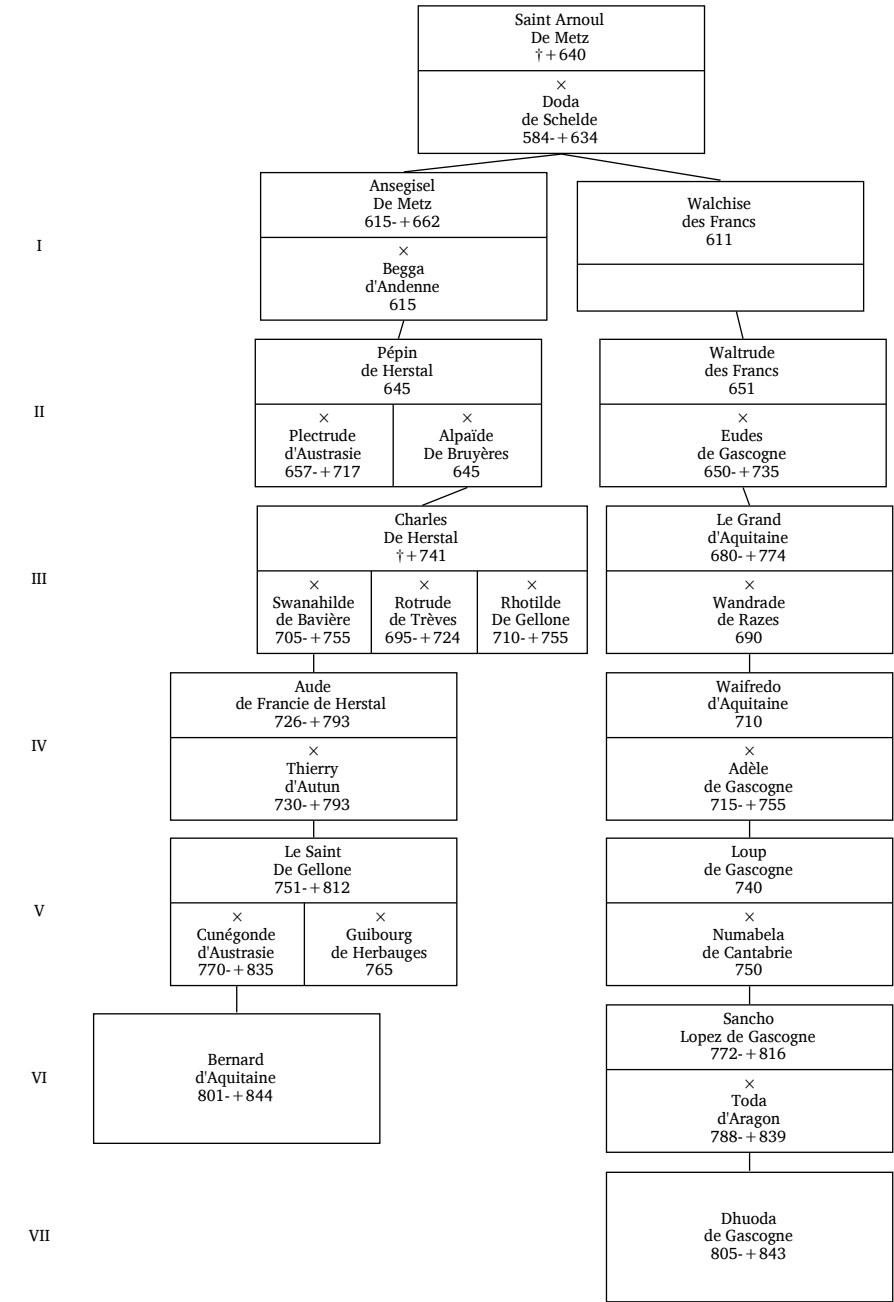 Saint Arnoul
De Metz
†+640
×
Doda
de Schelde
584-+634
I
Ansegisel
De Metz
615-+662
×
Begga
d'Andenne
615
Walchise
des Francs
611
II
Pépin
de Herstal
645
×
Plectrude
d'Austrasie
657-+717
×
Alpaïde
De Bruyères
645
Waltrude
des Francs
651
×
Eudes
de Gascogne
650-+735
III
Charles
De Herstal
†+741
×
Swanahilde
de Bavière
705-+755
×
Rotrude
de Trèves
695-+724
×
Rhotilde
De Gellone
710-+755
Le Grand
d'Aquitaine
680-+774
×
Wandrade
de Razes
690
IV
Aude
de Francie de Herstal
726-+793
×
Thierry
d'Autun
730-+793
Waifredo
d'Aquitaine
710
×
Adèle
de Gascogne
715-+755
V
Le Saint
De Gellone
751-+812
×
Cunégonde
d'Austrasie
770-+835
×
Guibourg
de Herbauges
765
Loup
de Gascogne
740
×
Numabela
de Cantabrie
750
VI
Bernard
d'Aquitaine
801-+844
Sancho
Lopez de Gascogne
772-+816
×
Toda
d'Aragon
788-+839
VII
Dhuoda
de Gascogne
805-+843